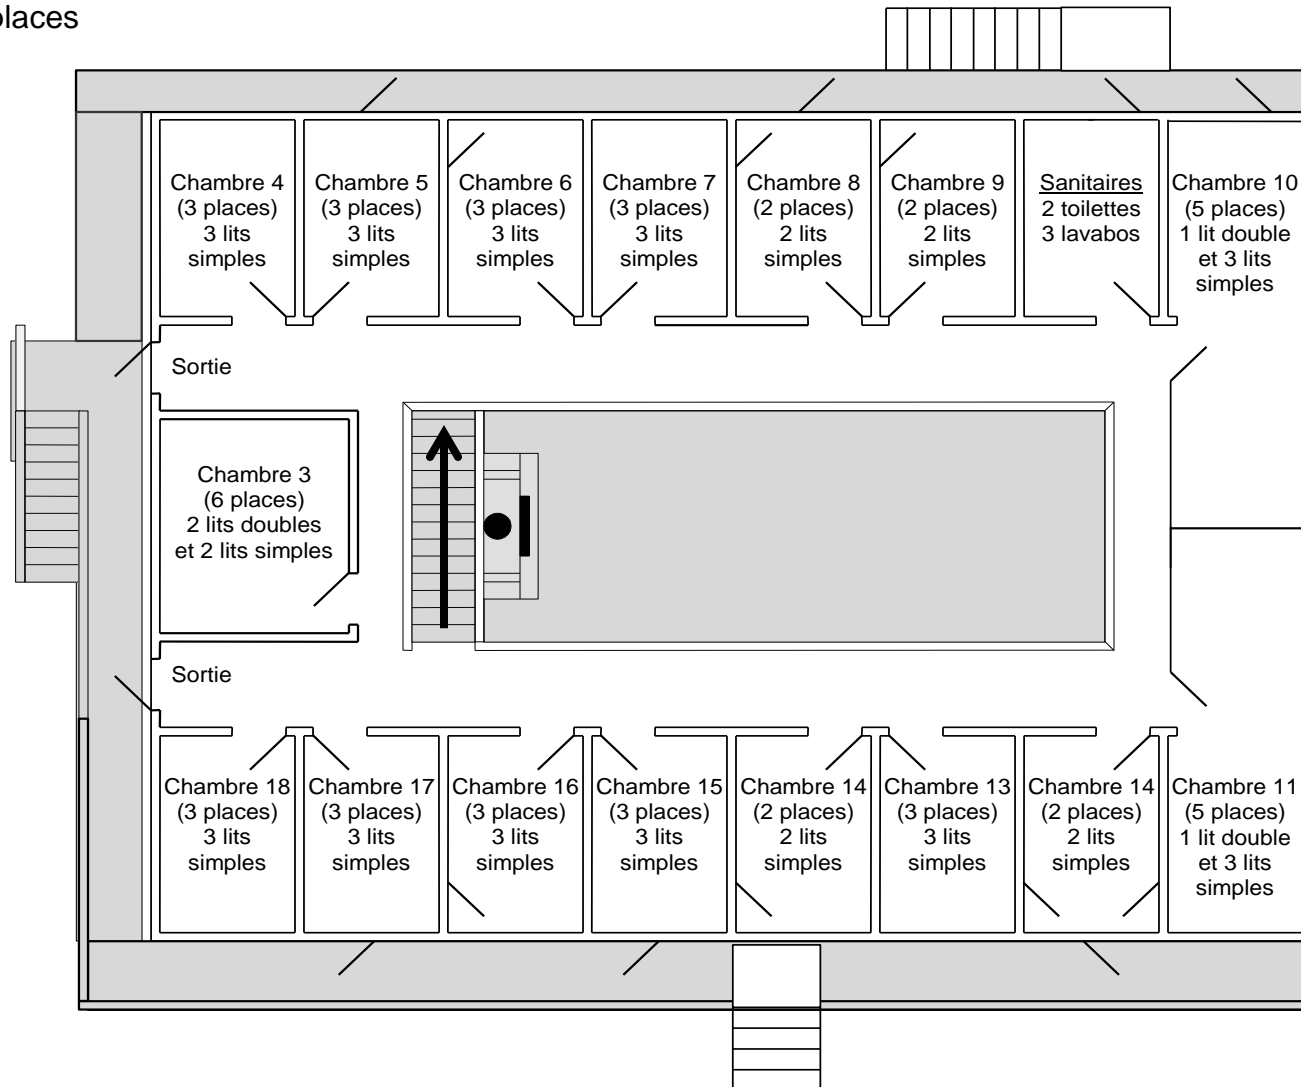 places
Chambre 4
(3 places)
3 lits
simples
Chambre 5
(3 places)
3 lits
simples
Chambre 6
(3 places)
3 lits
simples
Chambre 7
(3 places)
3 lits
simples
Chambre 8
(2 places)
2 lits
simples
Chambre 9
(2 places)
2 lits
simples
Sanitaires
2 toilettes
3 lavabos
Chambre 10
(5 places)
1 lit double
et 3 lits
simples
Sortie
Chambre 3
(6 places)
2 lits doubles
et 2 lits simples
Sortie
Chambre 18
(3 places)
3 lits
simples
Chambre 17
(3 places)
3 lits
simples
Chambre 16
(3 places)
3 lits
simples
Chambre 15
(3 places)
3 lits
simples
Chambre 14
(2 places)
2 lits
simples
Chambre 13
(3 places)
3 lits
simples
Chambre 14
(2 places)
2 lits
simples
Chambre 11
(5 places)
1 lit double
et 3 lits
simples